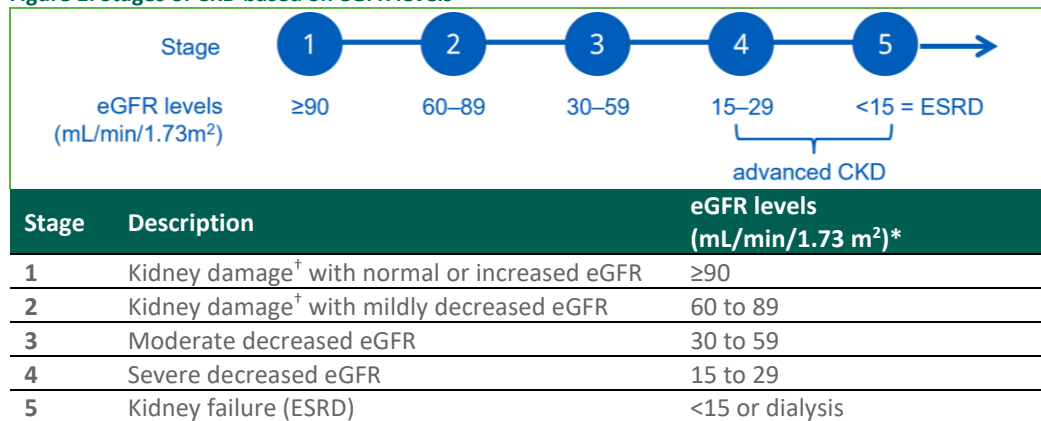 Stage 1 2 3 4 5
eGFR levels ≥90 60–89 30–59 15–29 <15 = ESRD
(mL/min/1.73m²)
advanced CKD
Stage Description eGFR levels
(mL/min/1.73 m²)*
1 Kidney damage† with normal or increased eGFR ≥90
2 Kidney damage† with mildly decreased eGFR 60 to 89
3 Moderate decreased eGFR 30 to 59
4 Severe decreased eGFR 15 to 29
5 Kidney failure (ESRD) <15 or dialysis